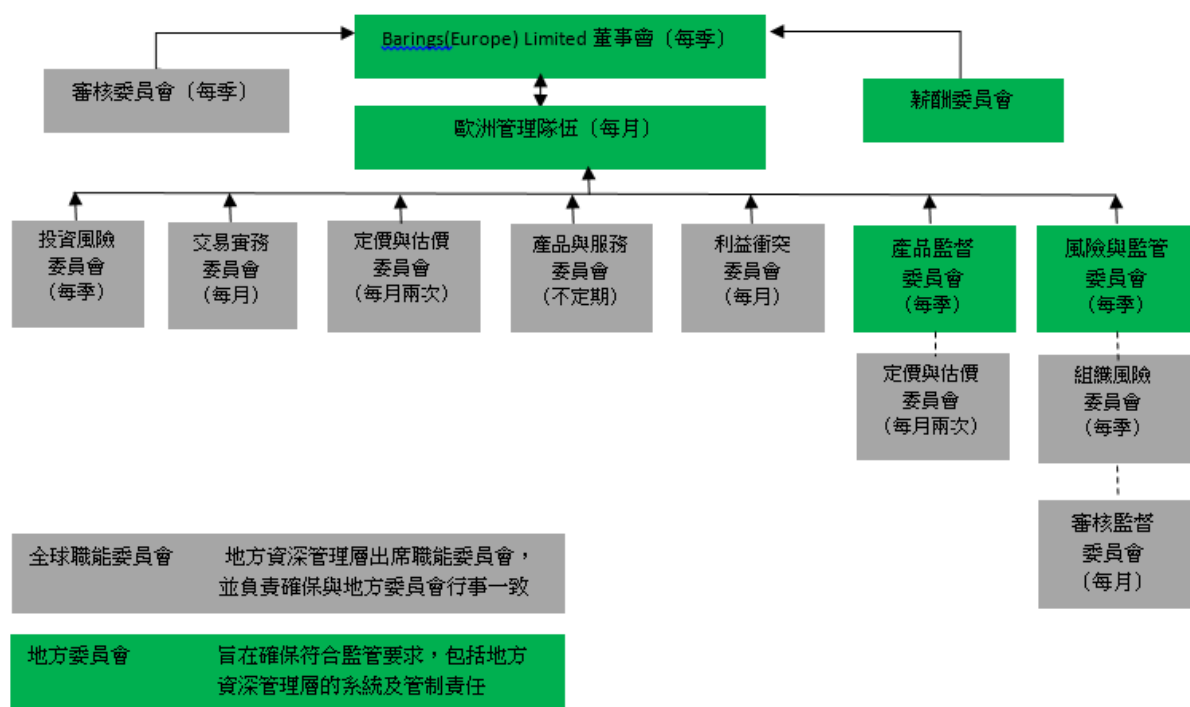 Barings(Europe) Limited 董事會〔每季〕
審核委員會〔每季〕
薪酬委員會
歐洲管理隊伍〔每月〕
投資風險
委員會
(每季)
交易實務
委員會
(每月)
定價與估價
委員會
(每月兩次)
產品與服務
委員會
(不定期)
利益衝突
委員會
(每月)
產品監督
委員會
(每季)
風險與監管
委員會
(每季)
定價與估價
委員會
(每月兩次)
組織風險
委員會
(每季)
審核監督
委員會
(每月)
全球職能委員會 地方資深管理層出席職能委員會，
並負責確保與地方委員會行事一致
地方委員會 旨在確保符合監管要求，包括地方
資深管理層的系統及管制責任